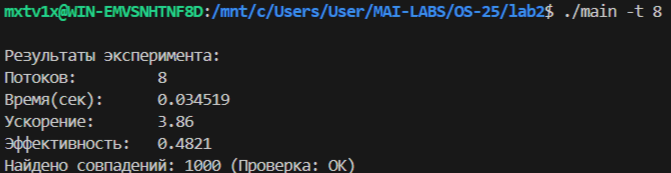 mxtv1x@WIN-EMVSNHTNF8D:/mnt/c/Users/User/MAI-LABS/OS-25/lab2$ ./main -t 8
Результаты эксперимента:
Потоков: 8
Время(сек): 0.034519
Ускорение: 3.86
Эффективность: 0.4821
Найдено совпадений: 1000 (Проверка: OK)